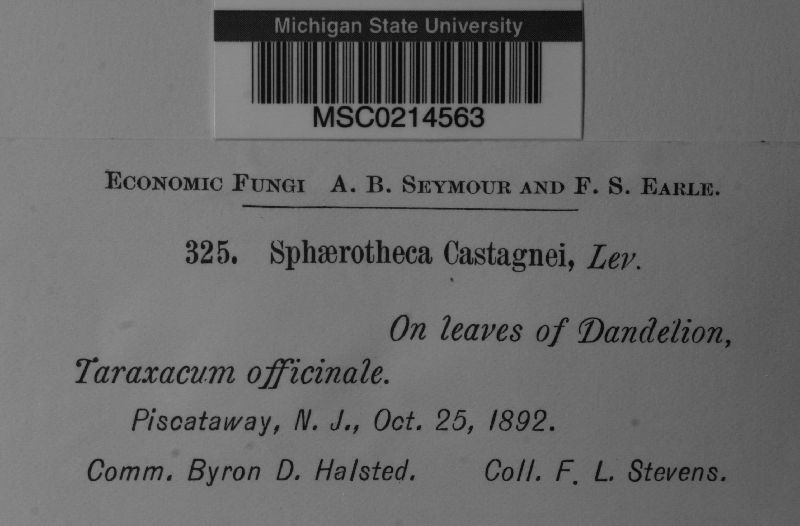 Michigan State University
MSC0214563
Economic Fungi A. B. Seymour and F. S. Earle.
325. Sphærotheca Castagnei, Lev.
On leaves of Dandelion,
Taraxacum officinale.
Piscataway, N. J., Oct. 25, 1892.
Comm. Byron D. Halsted. Coll. F. L. Stevens.